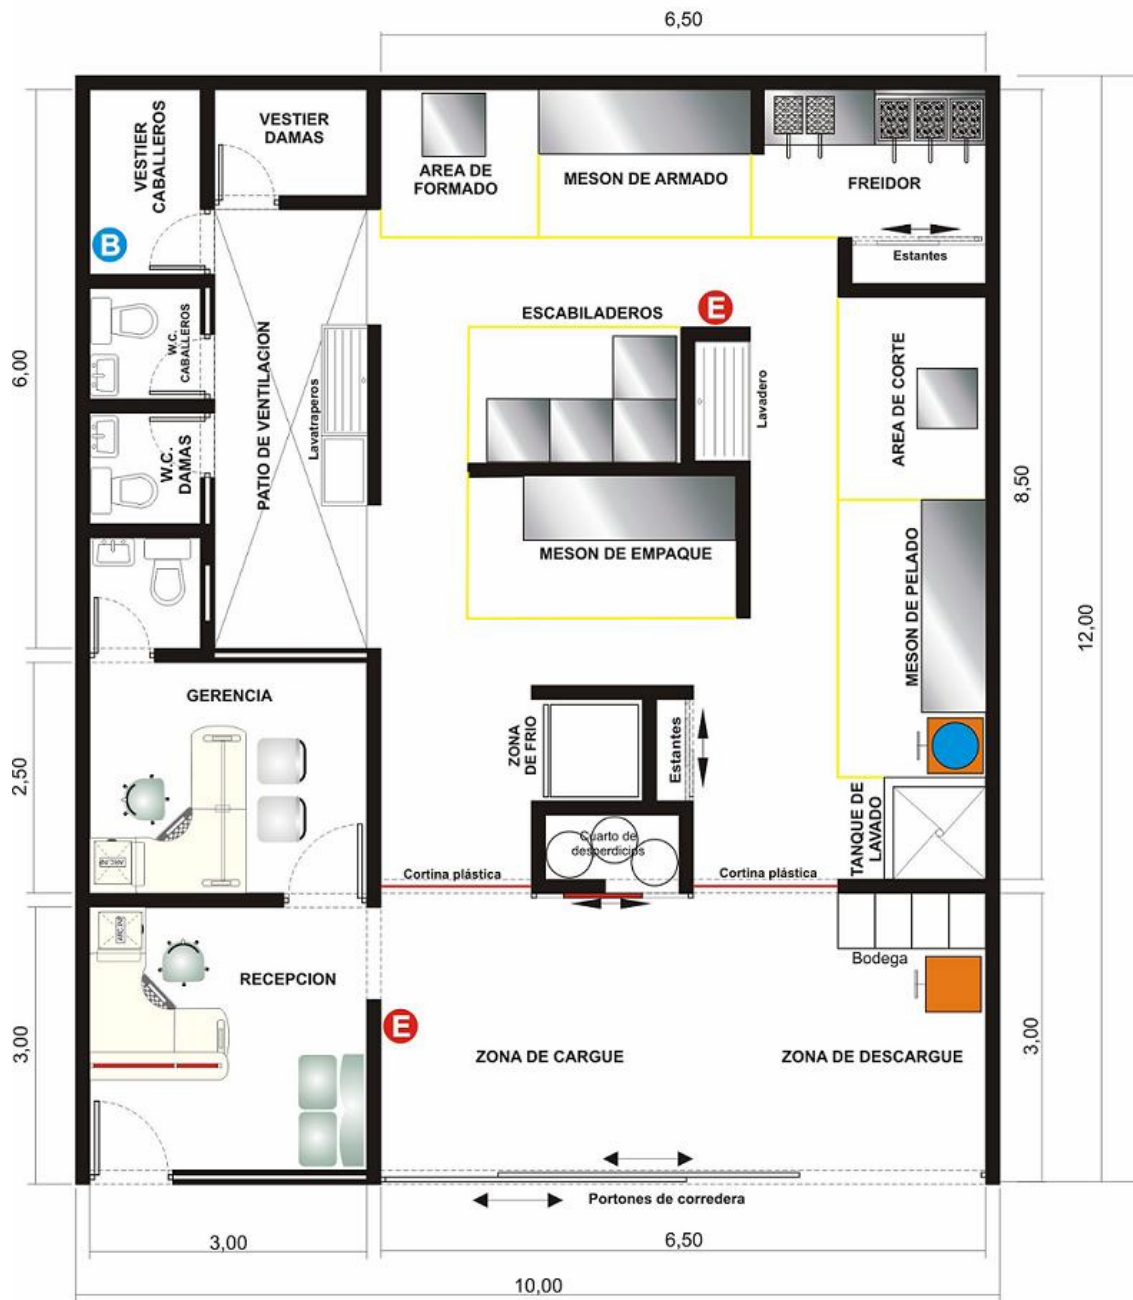 6,50
VESTIER
CABALLEROS
VESTIER
DAMAS
AREA DE
FORMADO
MESON DE ARMADO
FREIDOR
B
Estantes
ESCABILADEROS
E
6,00
W.C.
CABALLEROS
PATIO DE VENTILACION
Lavatraperos
Lavadero
AREA DE CORTE
W.C.
DAMAS
8,50
MESON DE EMPAQUE
MESON DE PELADO
12,00
GERENCIA
ZONA
DE FRIO
Estantes
2,50
TANQUE DE
LAVADO
Cuarto de
desperdicios
Cortina plástica
Cortina plástica
Bodega
RECEPCION
E
3,00
ZONA DE CARGUE
ZONA DE DESCARGUE
3,00
Portones de corredera
3,00
6,50
10,00